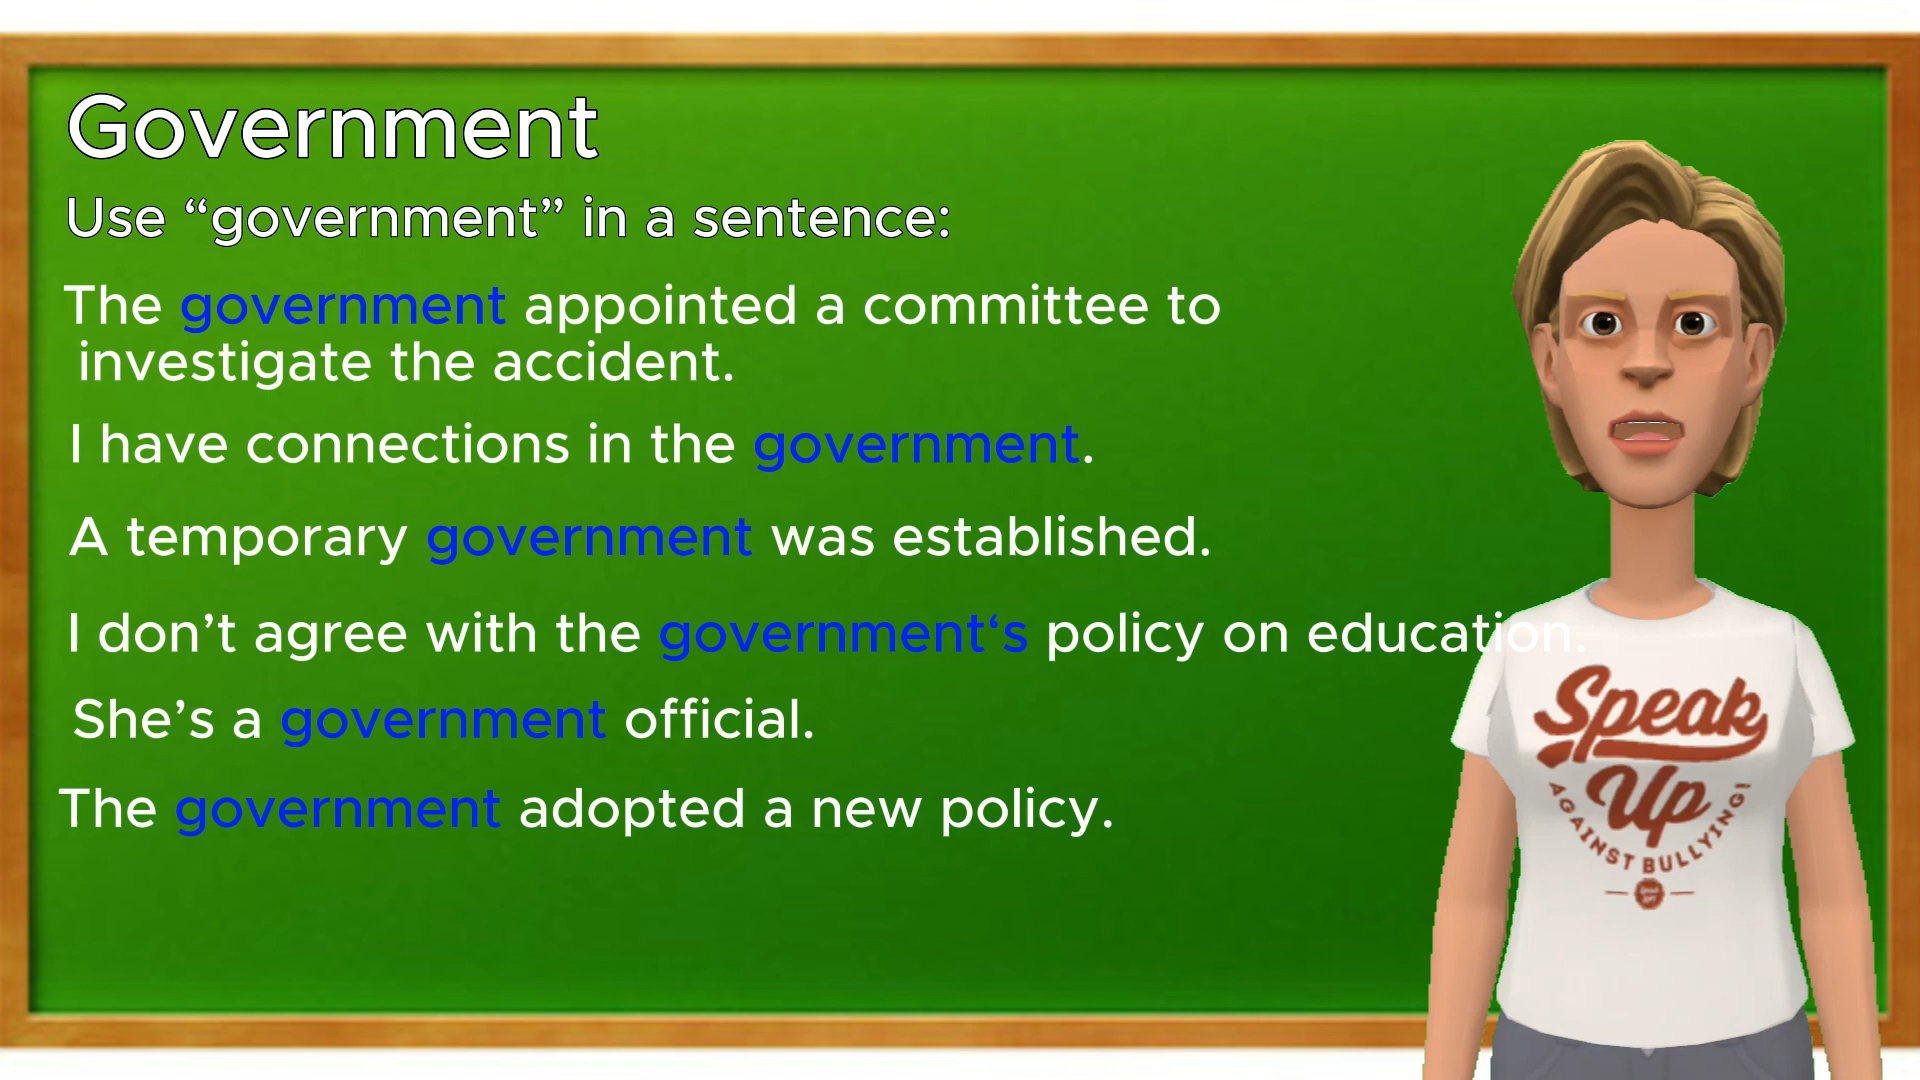 Government
Use “government” in a sentence:
The government appointed a committee to
investigate the accident.
I have connections in the government.
A temporary government was established.
I don’t agree with the government‘s policy on education.
She’s a government official.
The government adopted a new policy.
Speak
Up
AGAINST BULLYING!